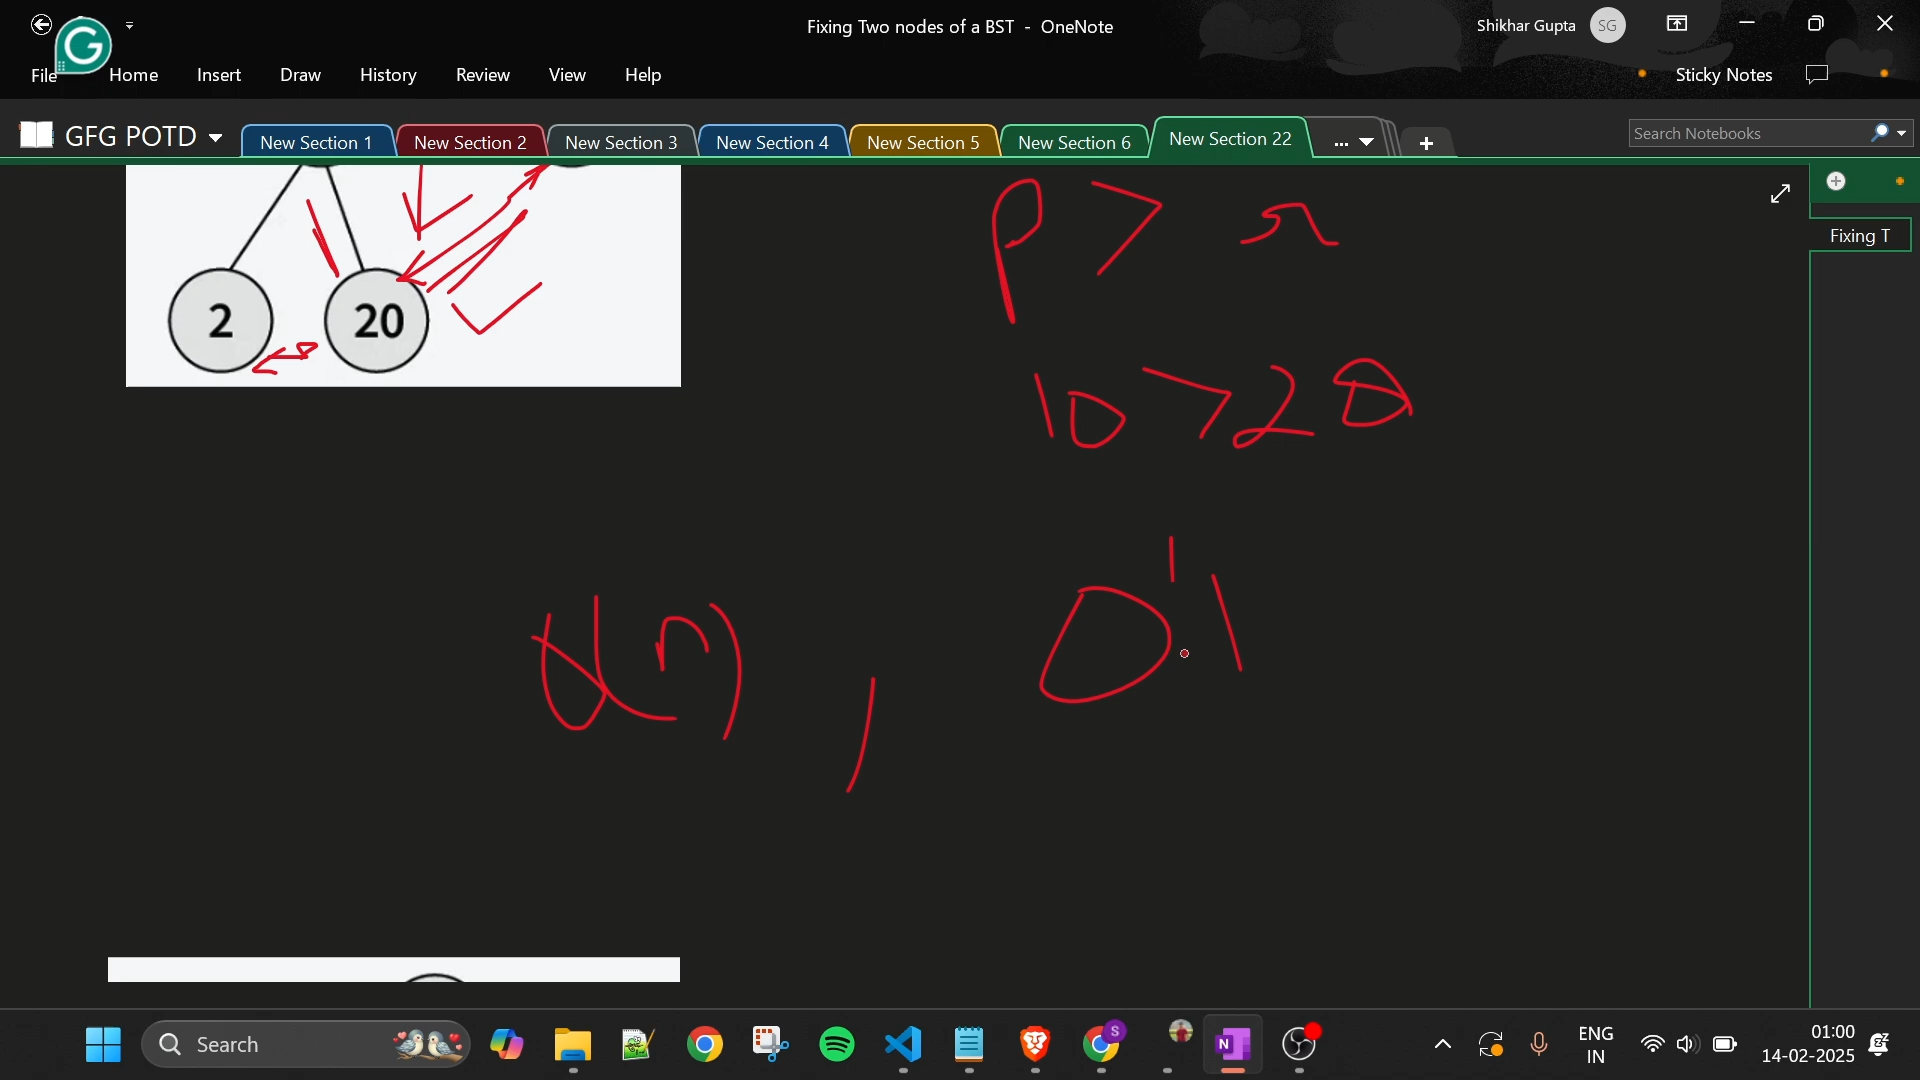 Fixing Two nodes of a BST - OneNote
Shikhar Gupta
SG
File
Home
Insert
Draw
History
Review
View
Help
Sticky Notes
GFG POTD
New Section 1
New Section 2
New Section 3
New Section 4
New Section 5
New Section 6
New Section 22
...
Search Notebooks
Fixing T
2
20
p >
10 > 20
(n) ,
Search
S
N
ENG
IN
01:00
14-02-2025